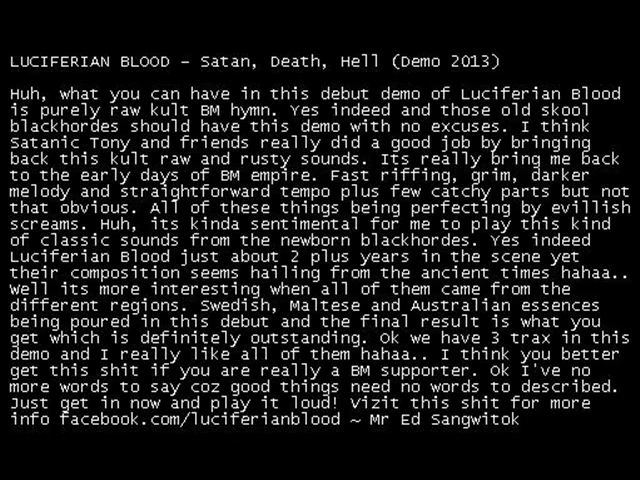 LUCIFERIAN BLOOD – Satan, Death, Hell (Demo 2013)
Huh, what you can have in this debut demo of Luciferian Blood
is purely raw kult BM hymn. Yes indeed and those old skool
blackhordes should have this demo with no excuses. I think
Satanic Tony and friends really did a good job by bringing
back this kult raw and rusty sounds. Its really bring me back
to the early days of BM empire. Fast riffing, grim, darker
melody and straightforward tempo plus few catchy parts but not
that obvious. All of these things being perfecting by evillish
screams. Huh, its kinda sentimental for me to play this kind
of classic sounds from the newborn blackhordes. Yes indeed
Luciferian Blood just about 2 plus years in the scene yet
their composition seems hailing from the ancient times hahaa..
Well its more interesting when all of them came from the
different regions. Swedish, Maltese and Australian essences
being poured in this debut and the final result is what you
get which is definitely outstanding. Ok we have 3 trax in this
demo and I really like all of them hahaa.. I think you better
get this shit if you are really a BM supporter. Ok I've no
more words to say coz good things need no words to described.
Just get in now and play it loud! Vizit this shit for more
info facebook.com/luciferianblood ~ Mr Ed Sangwitok